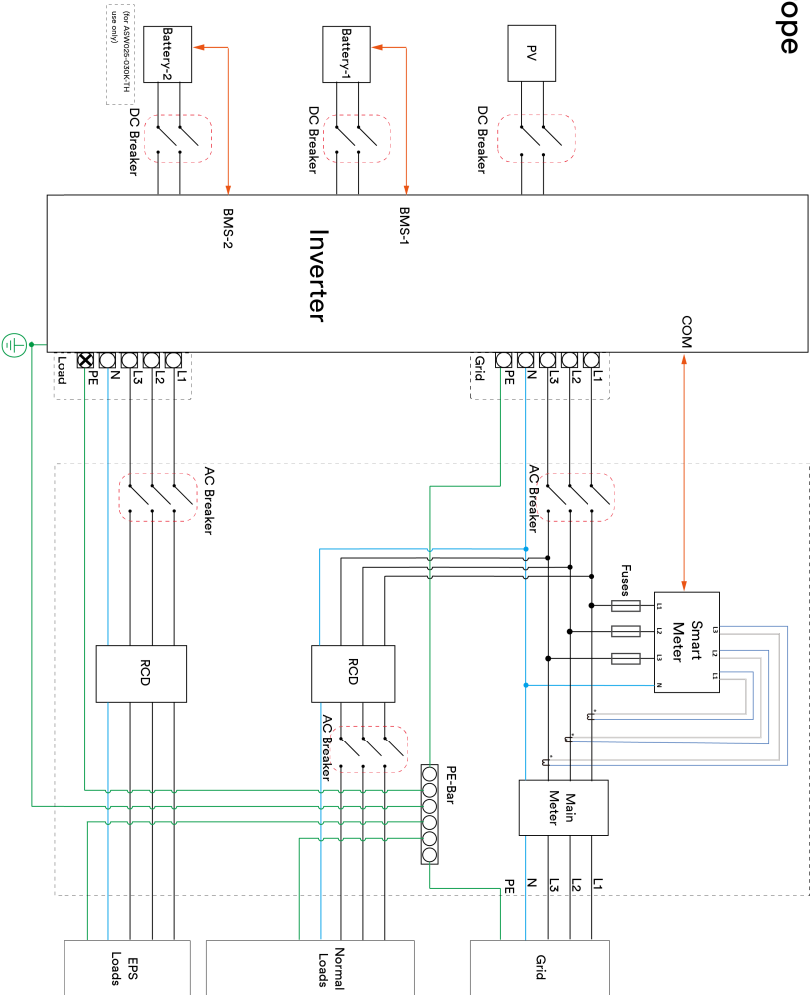 ope
(for ASW025-030K-TH
use only)
Battery-2
Battery-1
PV
DC Breaker
DC Breaker
DC Breaker
BMS-2
BMS-1
Inverter
COM
Load
PE
N
L3
L2
L1
Grid
PE
N
L3
L2
L1
AC Breaker
AC Breaker
Fuses
L1
L2
L3
N
Smart
Meter
L3
L2
L1
RCD
RCD
AC Breaker
PE-Bar
Main
Meter
PE
N
L3
L2
L1
EPS
Loads
Normal
Loads
Grid